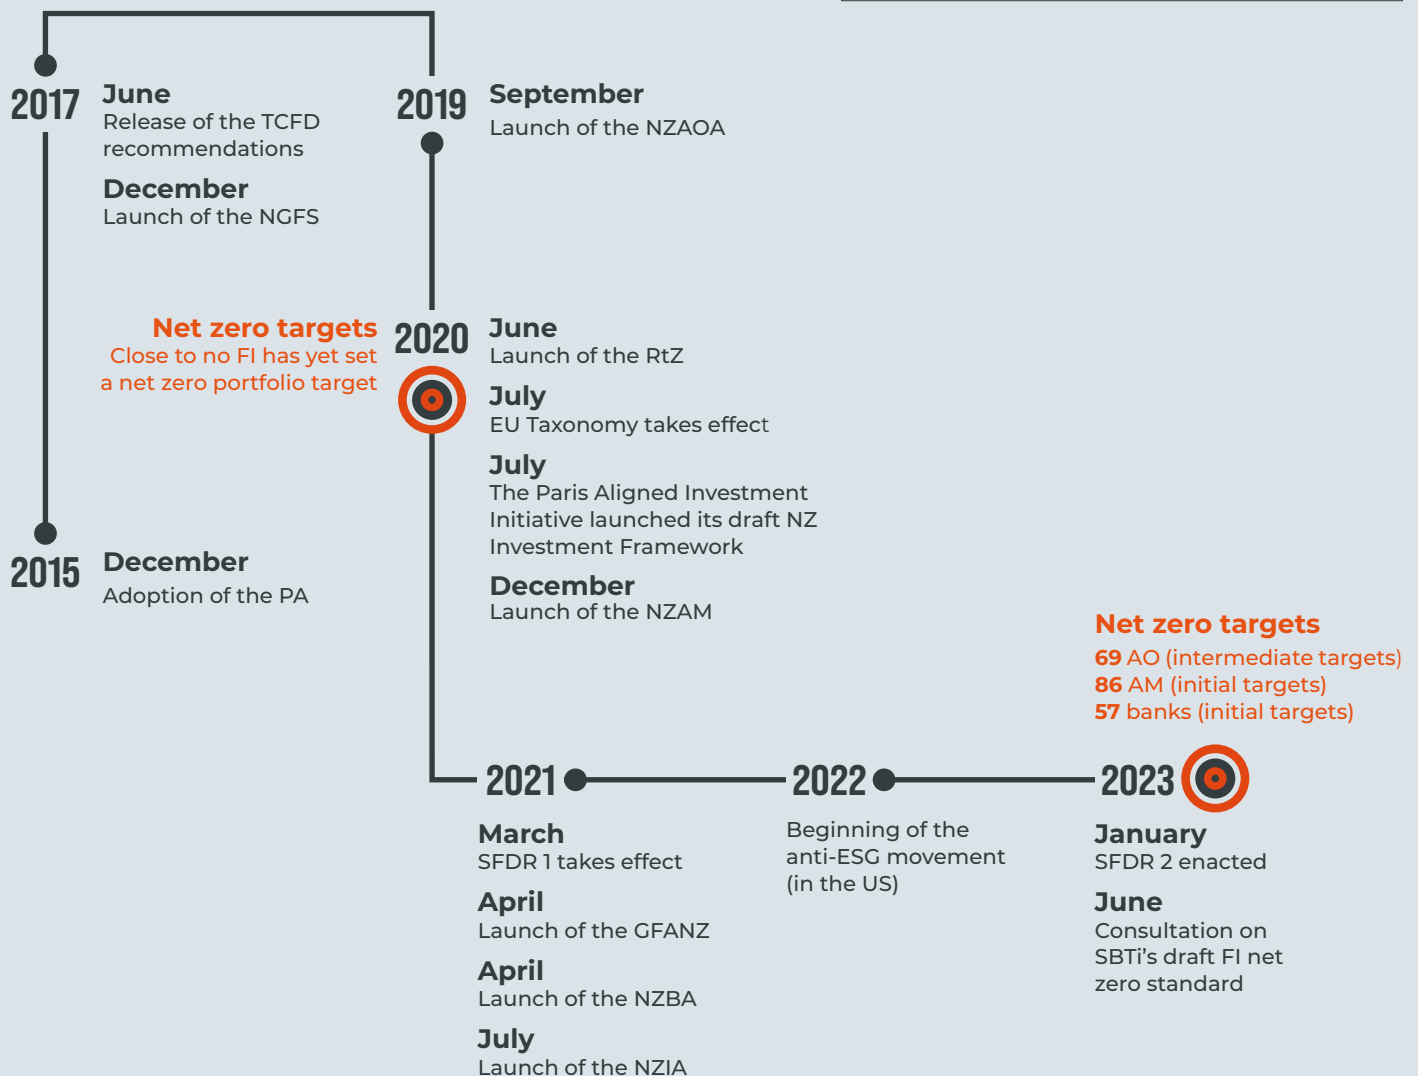 2017
June
Release of the TCFD
recommendations
December
Launch of the NGFS
2015
December
Adoption of the PA
2019
September
Launch of the NZAOA
Net zero targets
Close to no FI has yet set
a net zero portfolio target
2020
June
Launch of the RtZ
July
EU Taxonomy takes effect
July
The Paris Aligned Investment
Initiative launched its draft NZ
Investment Framework
December
Launch of the NZAM
2021
March
SFDR 1 takes effect
April
Launch of the GFANZ
April
Launch of the NZBA
July
Launch of the NZIA
2022
Beginning of the
anti-ESG movement
(in the US)
Net zero targets
69 AO (intermediate targets)
86 AM (initial targets)
57 banks (initial targets)
2023
January
SFDR 2 enacted
June
Consultation on
SBTi's draft FI net
zero standard